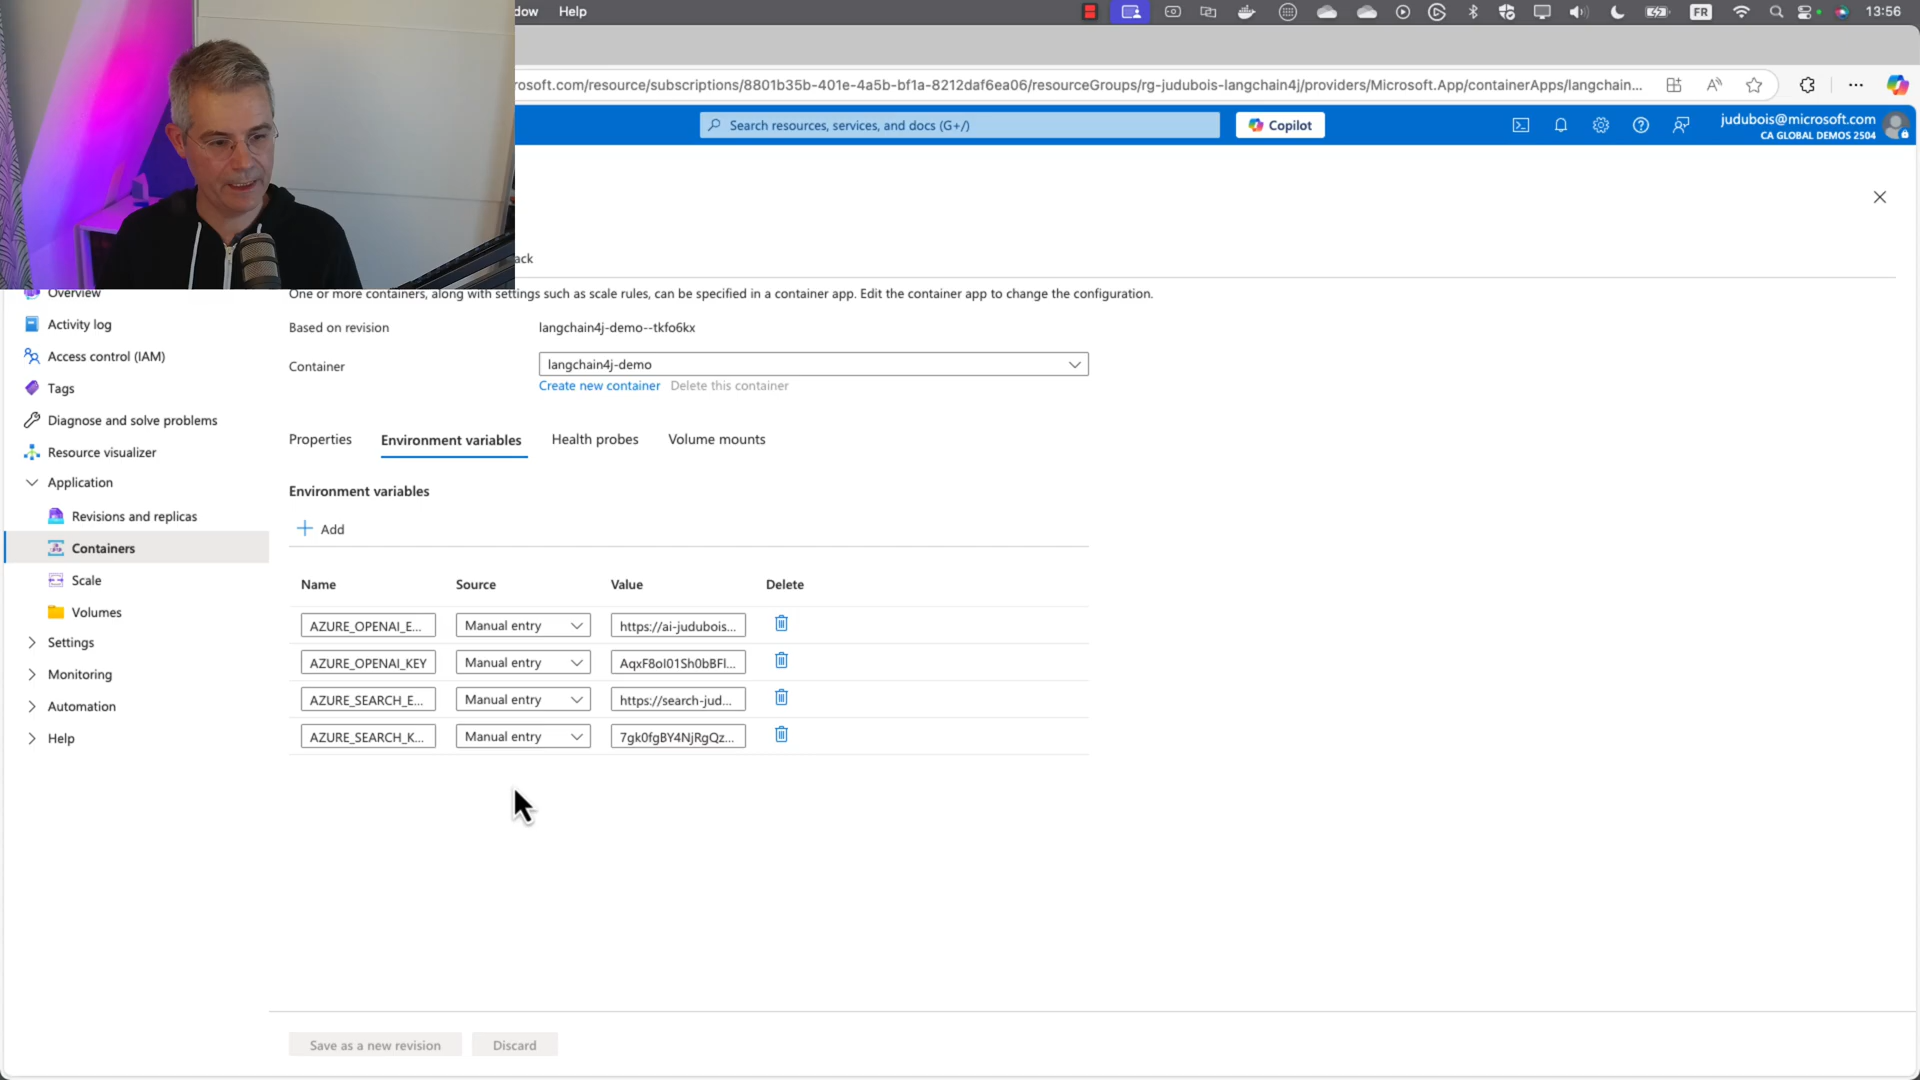 dow Help
FR
13:56
rosoft.com/resource/subscriptions/8801b35b-401e-4a5b-bf1a-8212daf6ea06/resourceGroups/rg-judubois-langchain4j/providers/Microsoft.App/containerApps/langchain...
Search resources, services, and docs (G+/)
Copilot
judubois@microsoft.com
CA GLOBAL DEMOS 2504
ack
Overview
Activity log
Access control (IAM)
Tags
Diagnose and solve problems
Resource visualizer
Application
Revisions and replicas
Containers
Scale
Volumes
Settings
Monitoring
Automation
Help
One or more containers, along with settings such as scale rules, can be specified in a container app. Edit the container app to change the configuration.
Based on revision langchain4j-demo--tkfo6kx
Container langchain4j-demo
Create new container Delete this container
Properties Environment variables Health probes Volume mounts
Environment variables
Add
Name Source Value Delete
AZURE_OPENAI_E... Manual entry https://ai-judubois...
AZURE_OPENAI_KEY Manual entry AqxF8ol01Sh0bBFl...
AZURE_SEARCH_E... Manual entry https://search-jud...
AZURE_SEARCH_K... Manual entry 7gk0fgBY4NjRgQz...
Save as a new revision Discard